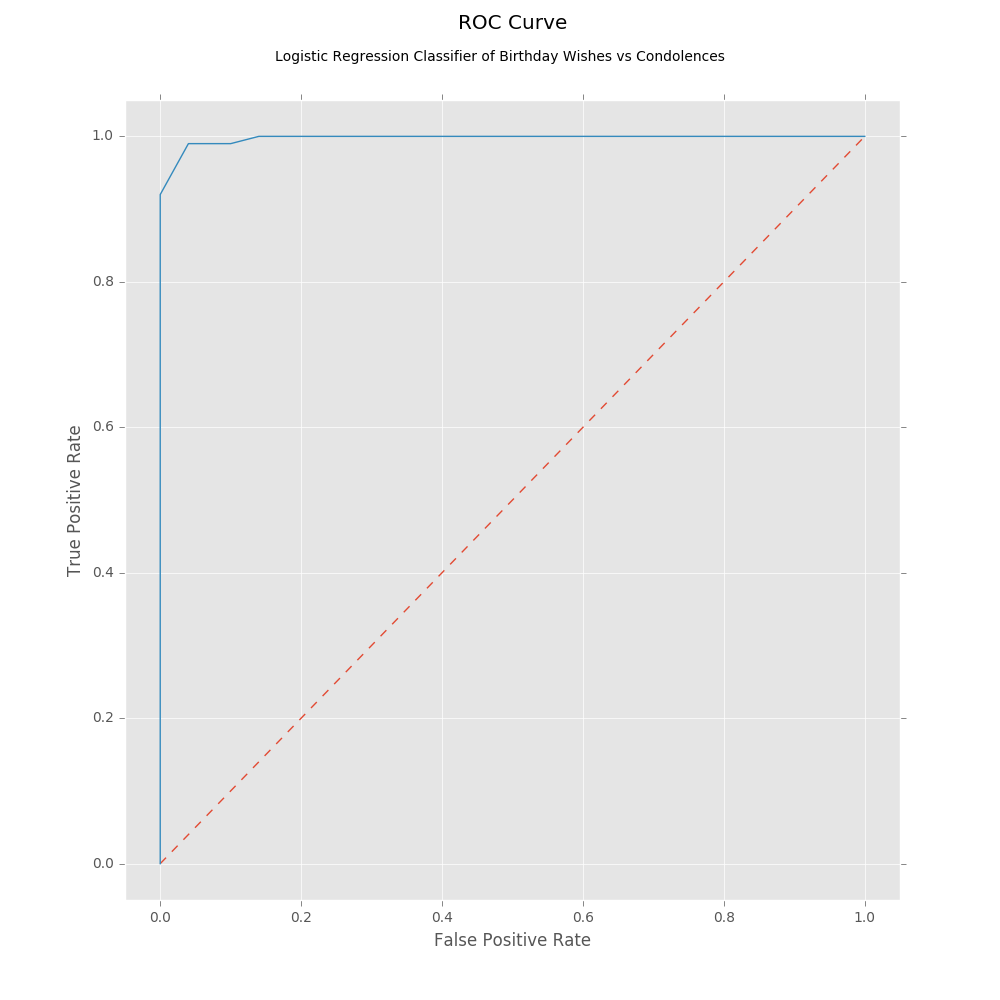 ROC Curve
Logistic Regression Classifier of Birthday Wishes vs Condolences
1.0
0.8
0.6
0.4
0.2
0.0
True Positive Rate
0.0 0.2 0.4 0.6 0.8 1.0
False Positive Rate